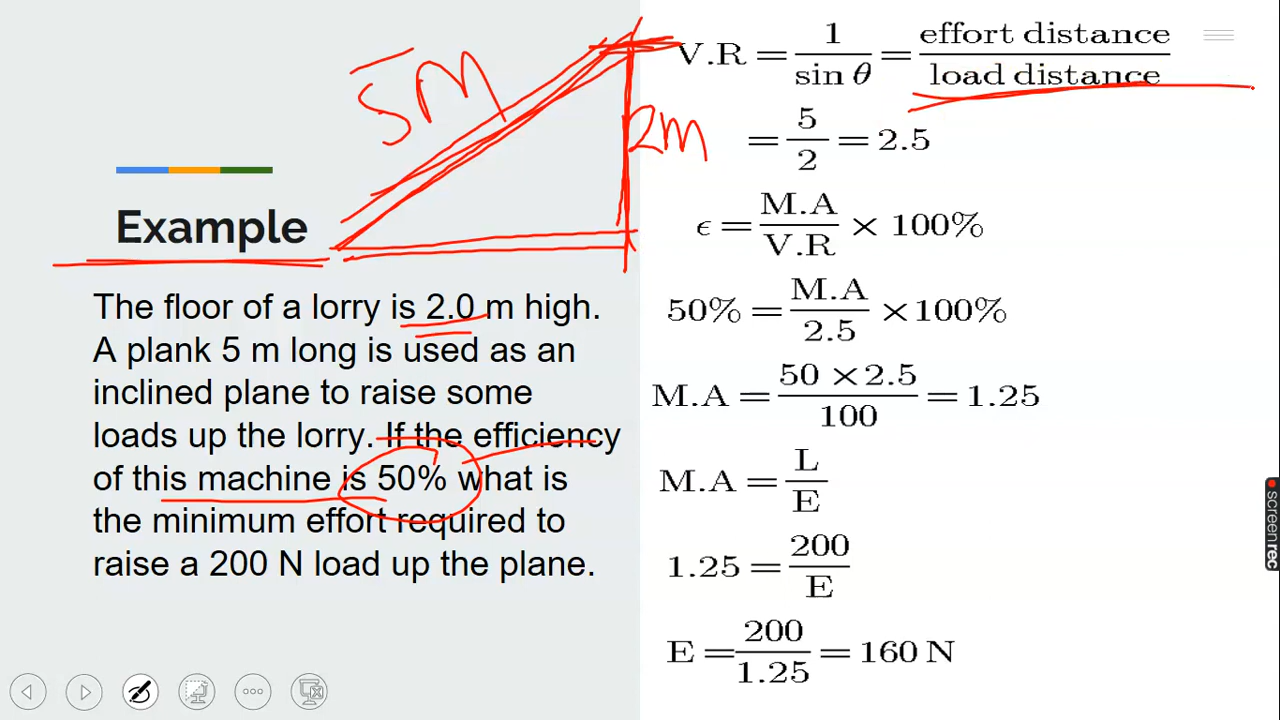 5M
2m
Example
The floor of a lorry is 2.0 m high.
A plank 5 m long is used as an
inclined plane to raise some
loads up the lorry. If the efficiency
of this machine is 50% what is
the minimum effort required to
raise a 200 N load up the plane.
V.R = 1/sin θ = effort distance/load distance
= 5/2 = 2.5
ϵ = M.A/V.R × 100%
50% = M.A/2.5 × 100%
M.A = 50 × 2.5/100 = 1.25
M.A = L/E
1.25 = 200/E
E = 200/1.25 = 160 N
screenrec